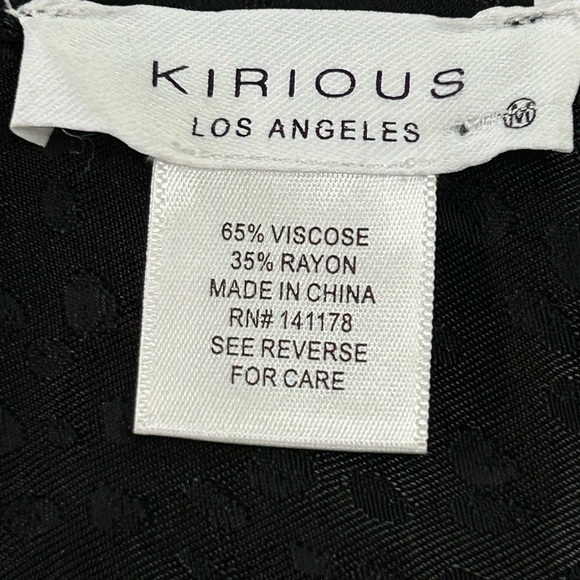 KIRIOUS
LOS ANGELES
M
65% VISCOSE
35% RAYON
MADE IN CHINA
RN# 141178
SEE REVERSE
FOR CARE